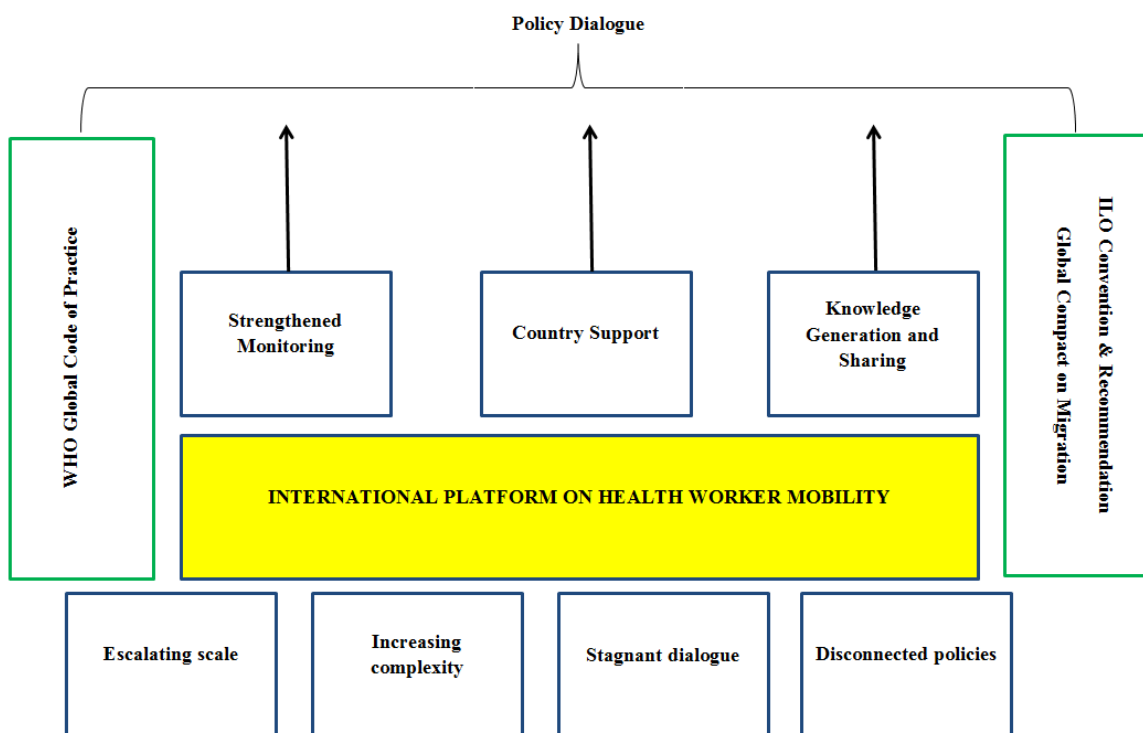 Policy Dialogue
WHO Global Code of Practice
Strengthened
Monitoring
Country Support
Knowledge
Generation and
Sharing
ILO Convention & Recommendation
Global Compact on Migration
INTERNATIONAL PLATFORM ON HEALTH WORKER MOBILITY
Escalating scale
Increasing
complexity
Stagnant dialogue
Disconnected policies